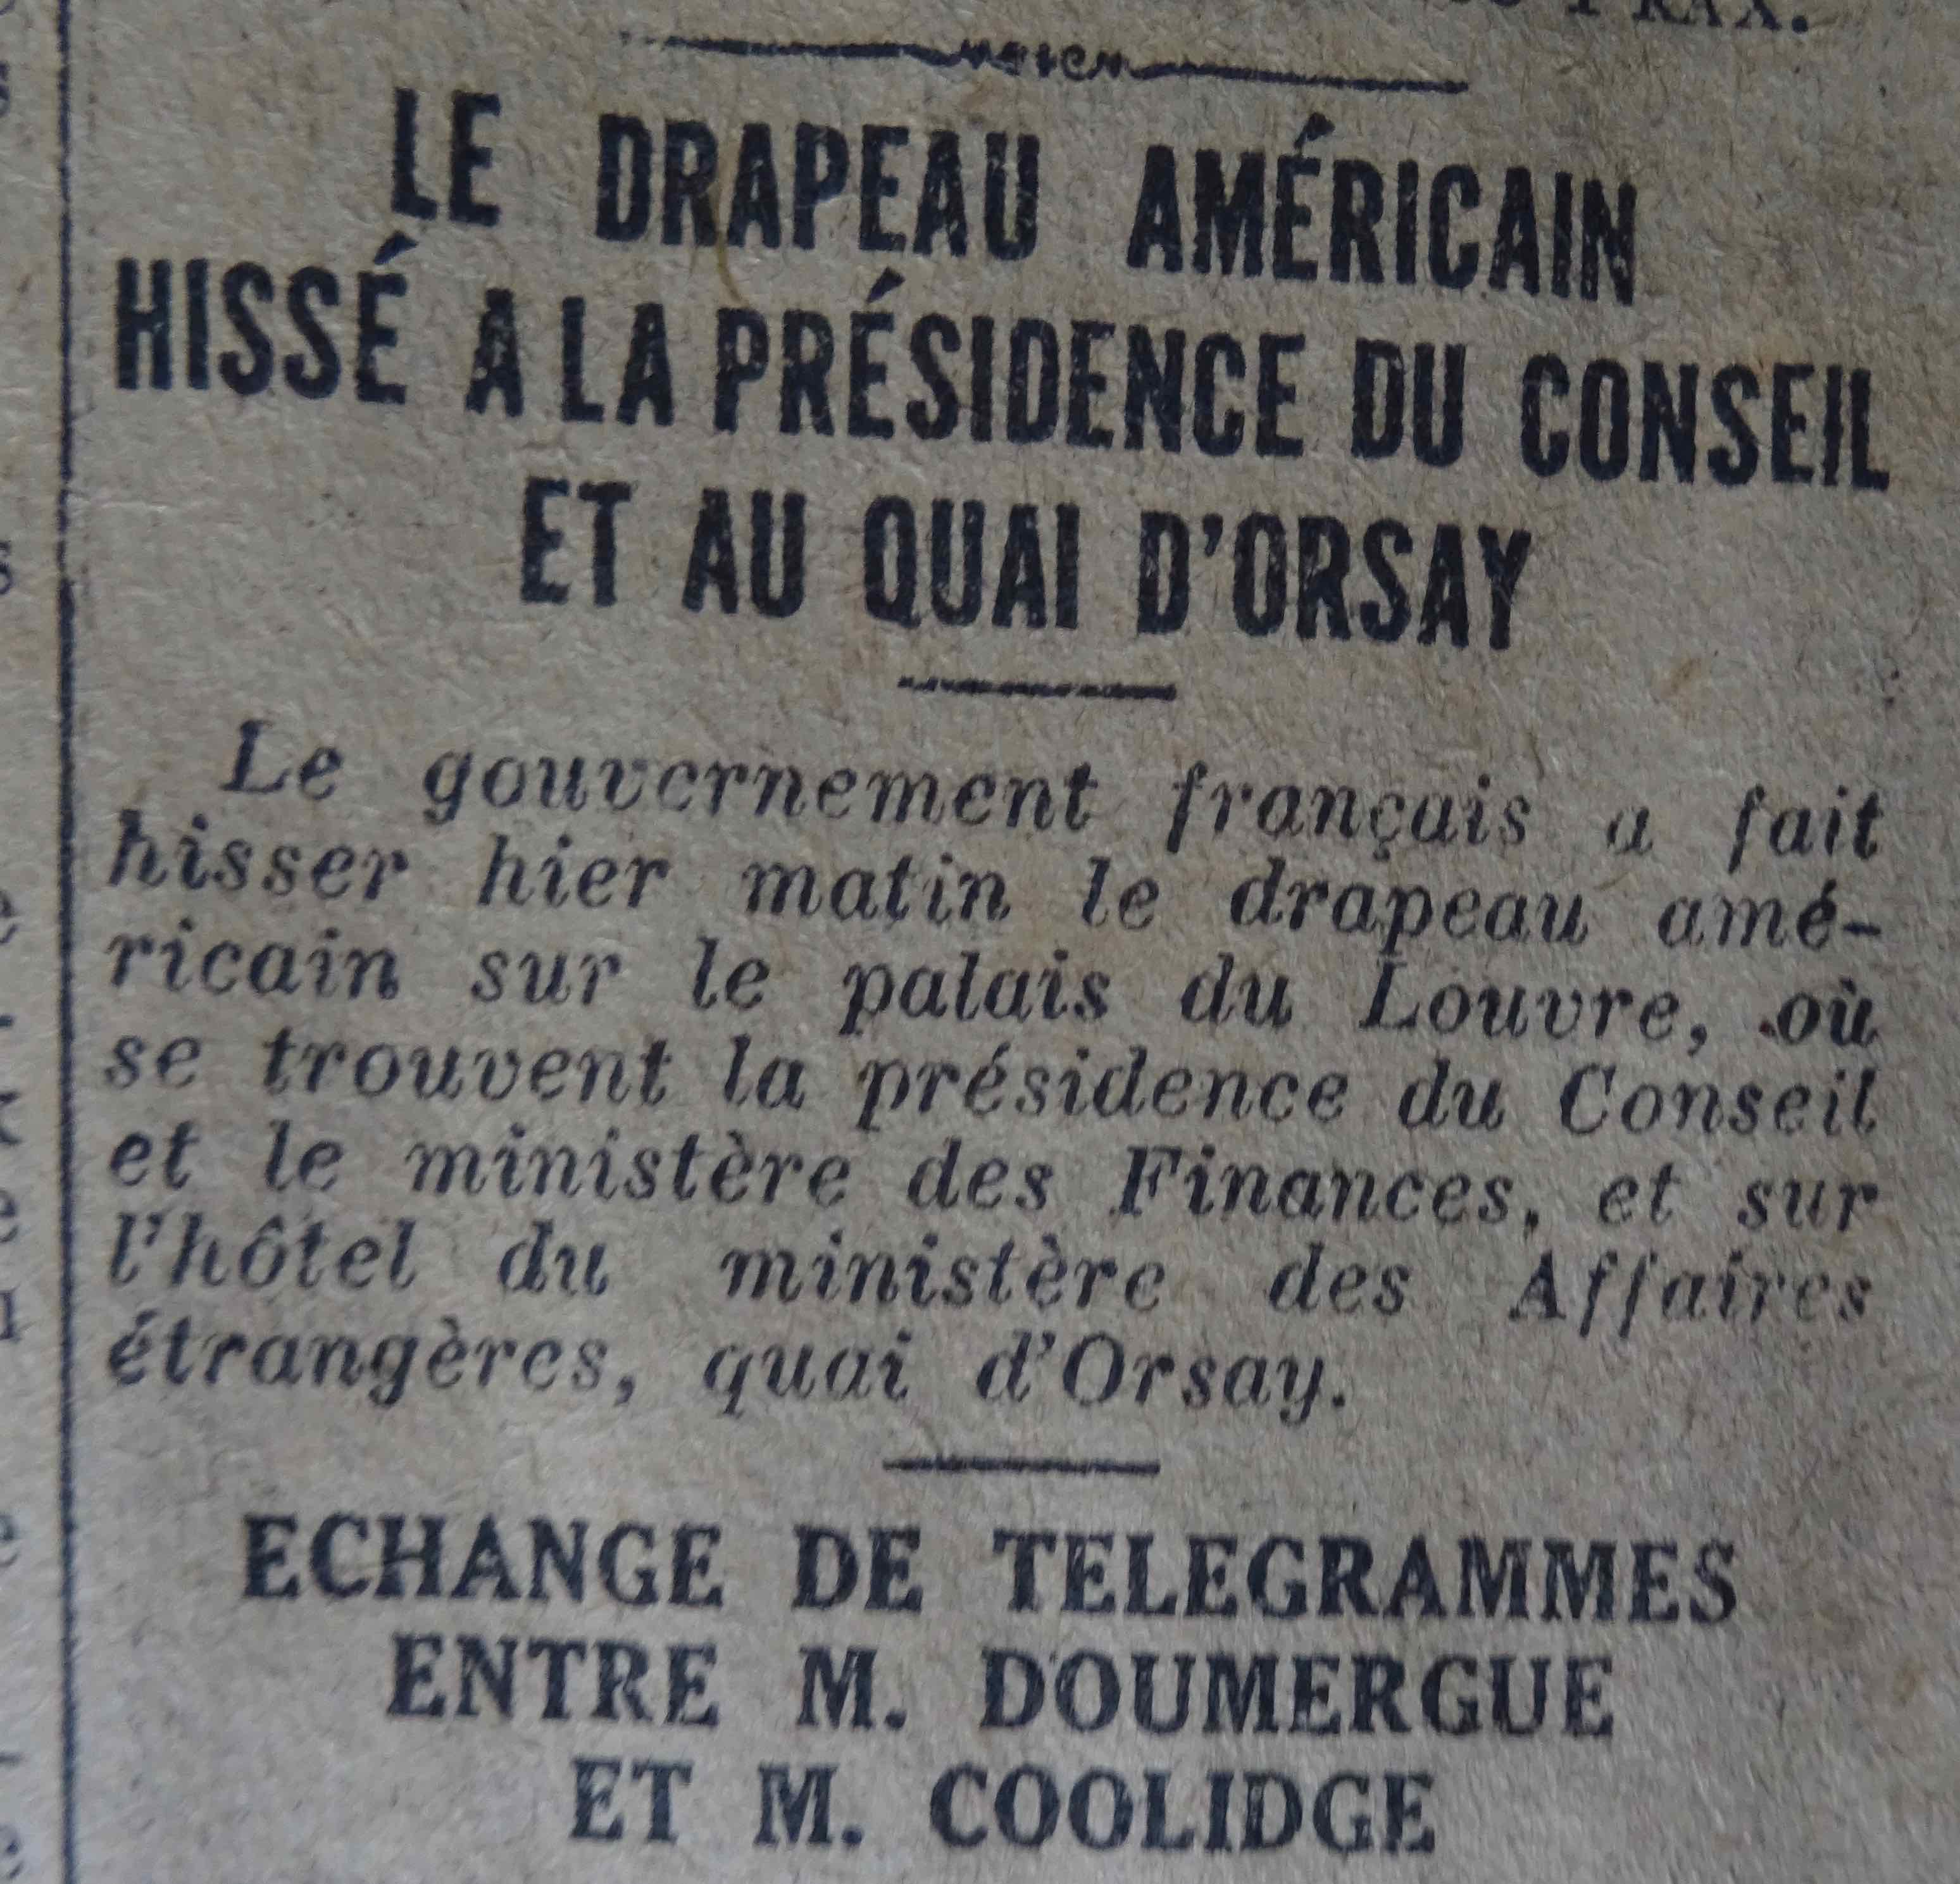 LE DRAPEAU AMÉRICAIN
HISSÉ A LA PRÉSIDENCE DU CONSEIL
ET AU QUAI D'ORSAY
Le gouvernement français a fait
hisser hier matin le drapeau amé-
ricain sur le palais du Louvre, où
se trouvent la présidence du Conseil
et le ministère des Finances, et sur
l'hôtel du ministère des Affaires
étrangères, quai d'Orsay.
ECHANGE DE TELEGRAMMES
ENTRE M. DOUMERGUE
ET M. COOLIDGE